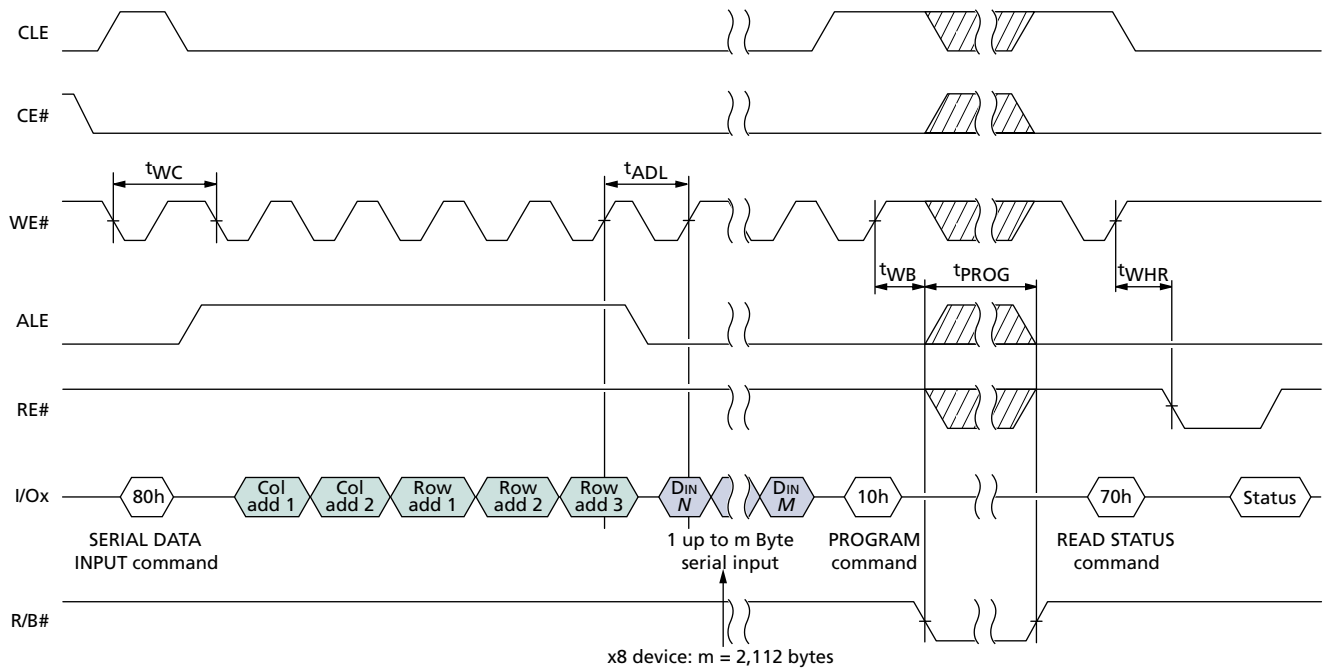 CLE
CE#
tWC
tADL
WE#
tWB
tPROG
tWHR
ALE
RE#
I/Ox
80h
Col
add 1
Col
add 2
Row
add 1
Row
add 2
Row
add 3
DIN
N
DIN
M
10h
70h
Status
SERIAL DATA
INPUT command
1 up to m Byte
serial input
PROGRAM
command
READ STATUS
command
R/B#
x8 device: m = 2,112 bytes